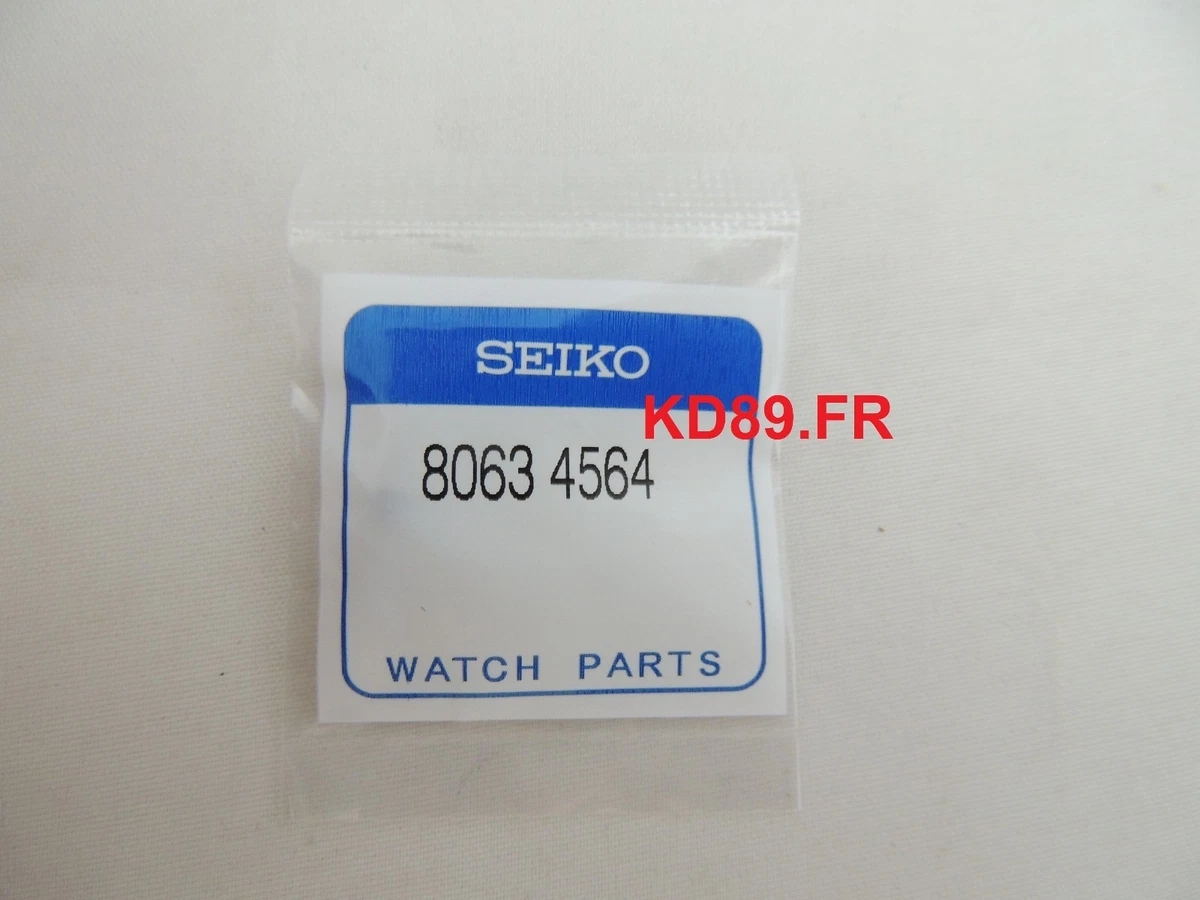 SEIKO
KD89.FR
8063 4564
WATCH PARTS